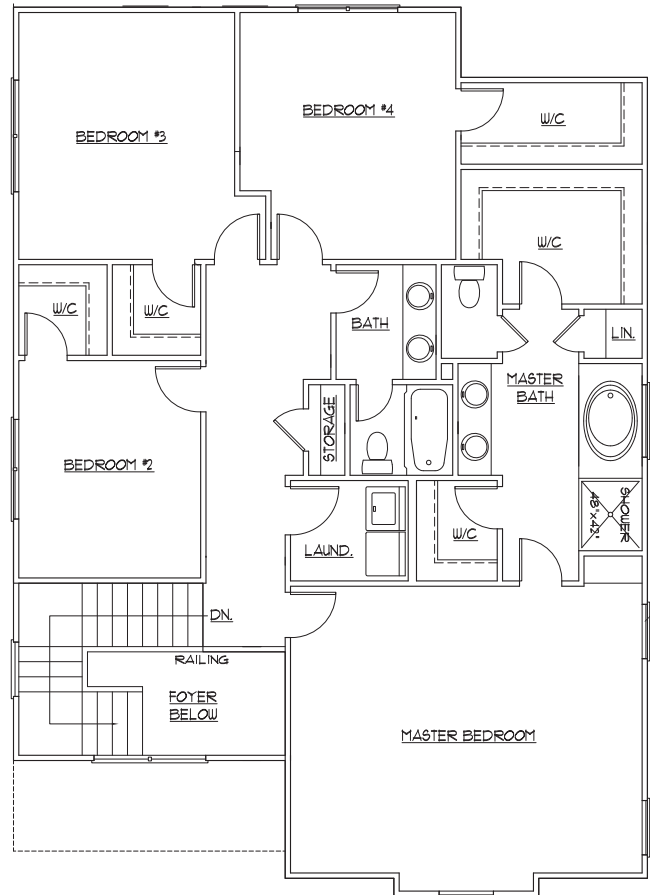 BEDROOM #3
BEDROOM #4
W/C
W/C
W/C
W/C
BATH
LIN.
MASTER
BATH
STORAGE
BEDROOM #2
SHOWER
48"x42"
W/C
LAUND.
DN.
RAILING
FOYER
BELOW
MASTER BEDROOM